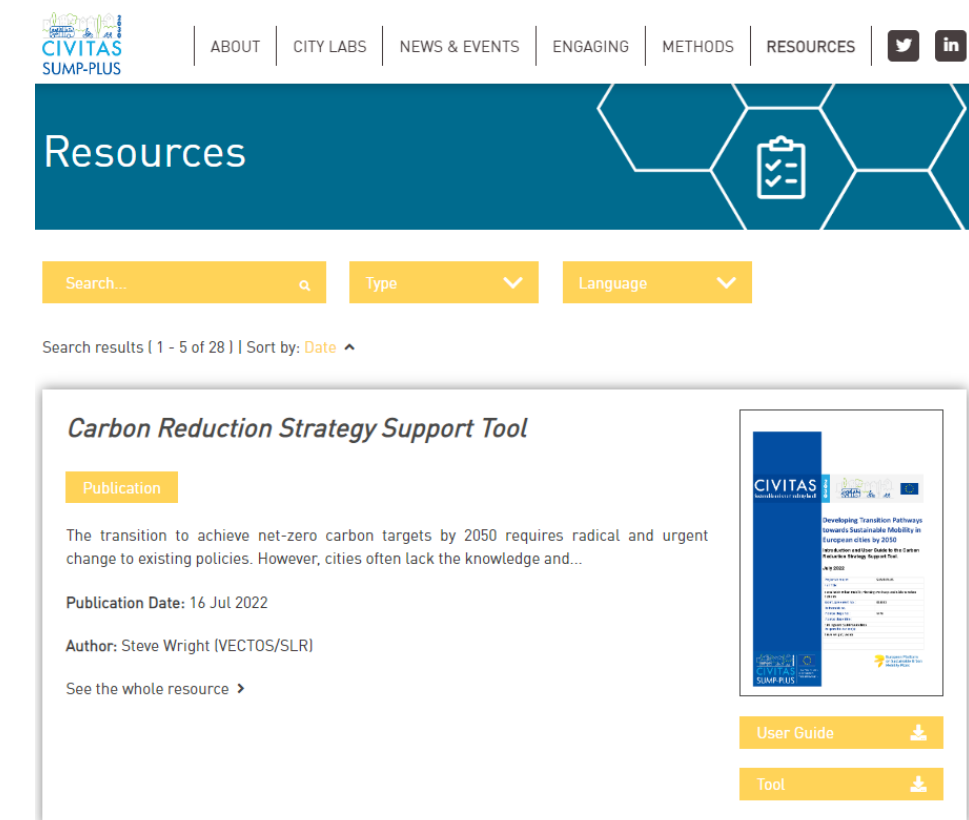 2020
CIVITAS
SUMP-PLUS
ABOUT
CITY LABS
NEWS & EVENTS
ENGAGING
METHODS
RESOURCES
in
Resources
Search...
Type
Language
Search results ( 1 - 5 of 28 ) | Sort by: Date
Carbon Reduction Strategy Support Tool
Publication
The transition to achieve net-zero carbon targets by 2050 requires radical and urgent
change to existing policies. However, cities often lack the knowledge and...
Publication Date: 16 Jul 2022
Author: Steve Wright (VECTOS/SLR)
See the whole resource
CIVITAS
Developing Transition Pathways
towards Sustainable Mobility in
European cities by 2050
Introduction and User Guide to the Carbon
Reduction Strategy Support Tool
July 2022
CIVITAS
SUMP-PLUS
User Guide
Tool